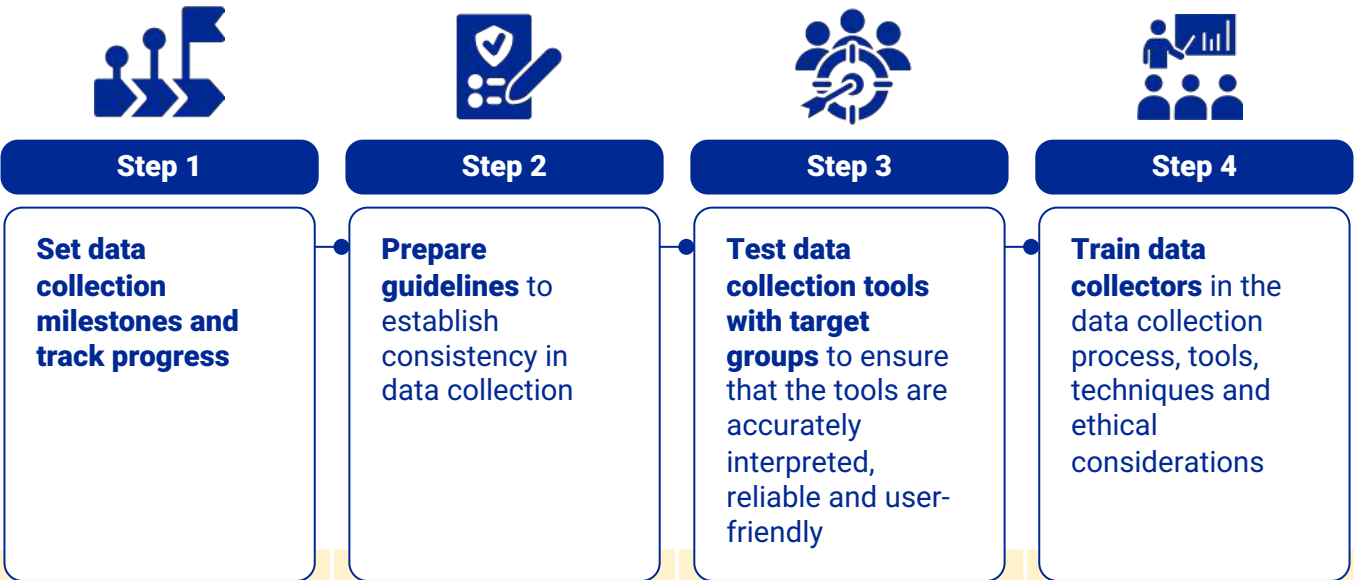 Step 1
Step 2
Step 3
Step 4
Set data
collection
milestones and
track progress
Prepare
guidelines to
establish
consistency in
data collection
Test data
collection tools
with target
groups to ensure
that the tools are
accurately
interpreted,
reliable and user-
friendly
Train data
collectors in the
data collection
process, tools,
techniques and
ethical
considerations